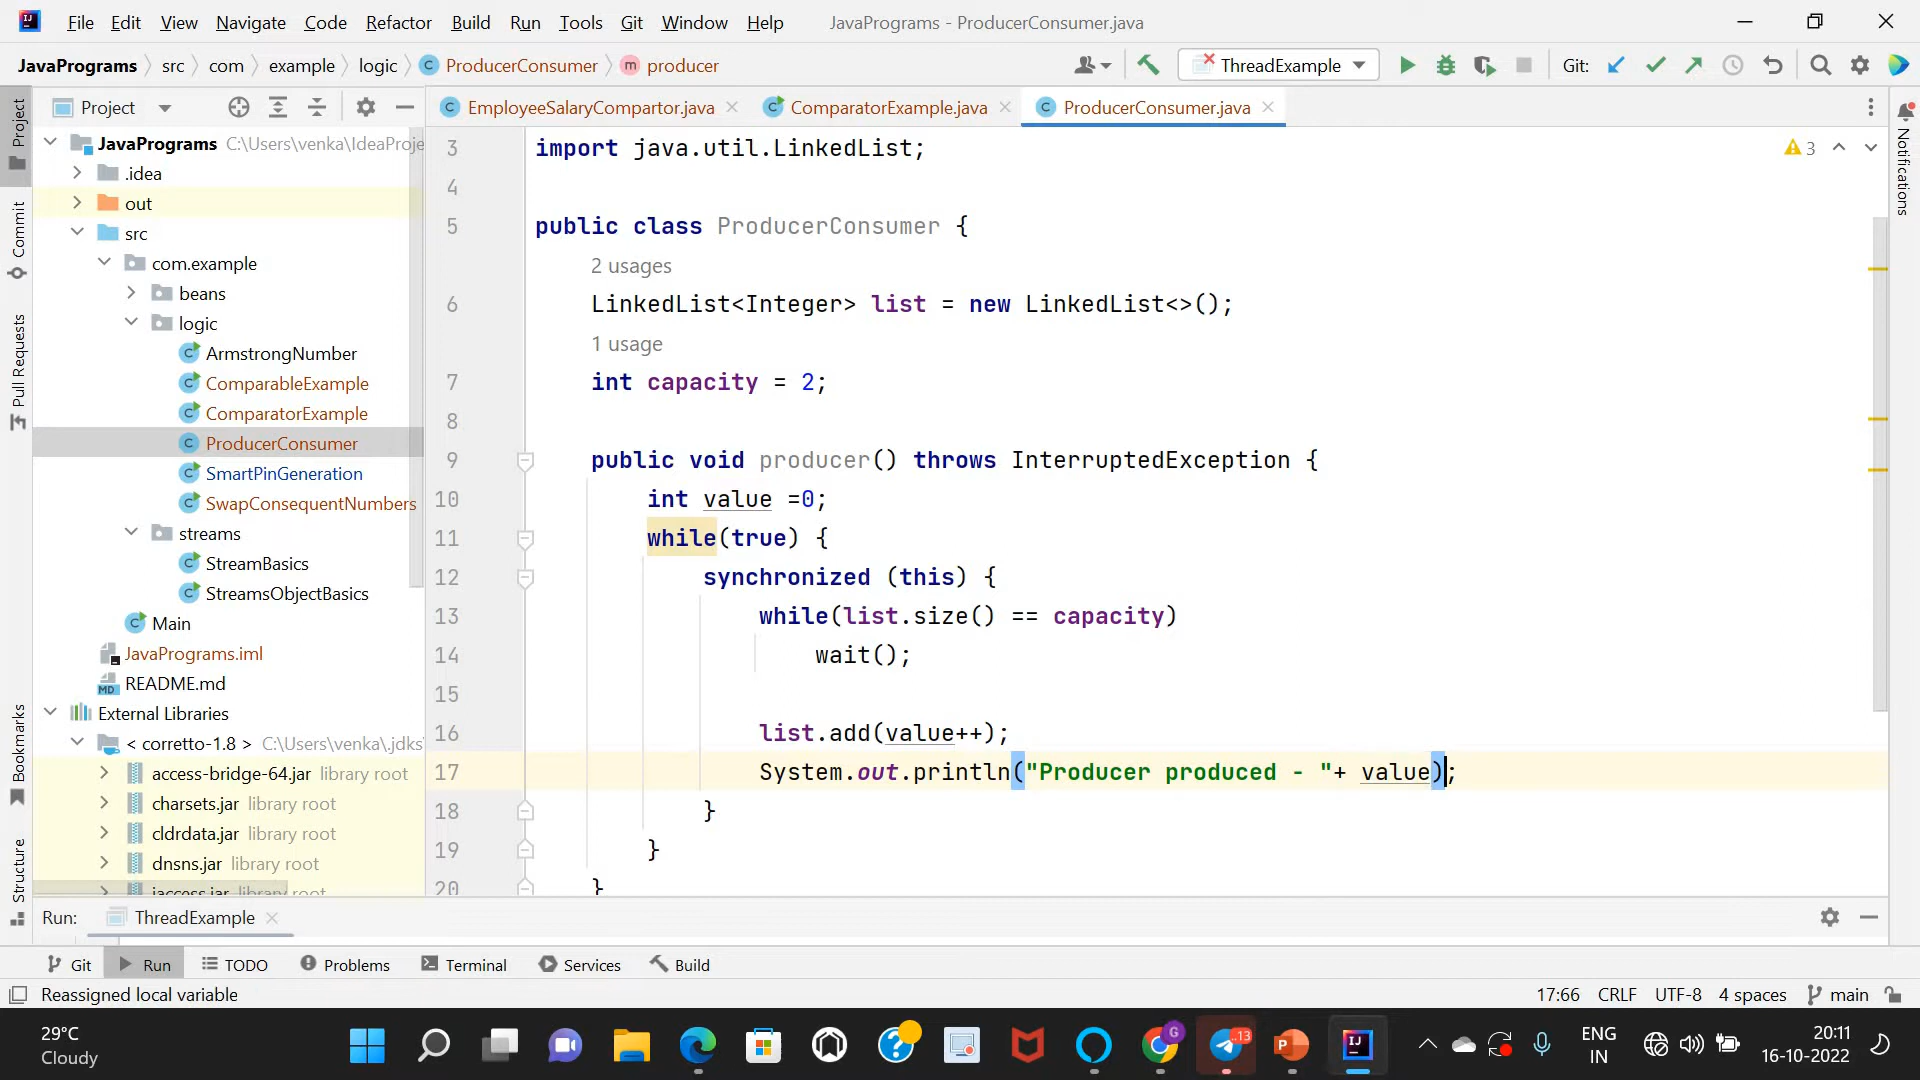 File Edit View Navigate Code Refactor Build Run Tools Git Window Help JavaPrograms - ProducerConsumer.java
JavaPrograms src com example logic ProducerConsumer producer ThreadExample Git:
Project EmployeeSalaryCompartor.java ComparatorExample.java ProducerConsumer.java
Project
Commit
Pull Requests
Bookmarks
Structure
Notifications
JavaPrograms C:\Users\venka\IdeaProje
.idea
out
src
com.example
beans
logic
ArmstrongNumber
ComparableExample
ComparatorExample
ProducerConsumer
SmartPinGeneration
SwapConsequentNumbers
streams
StreamBasics
StreamsObjectBasics
Main
JavaPrograms.iml
README.md
External Libraries
< corretto-1.8 > C:\Users\venka\.jdks
access-bridge-64.jar library root
charsets.jar library root
cldrdata.jar library root
dnsns.jar library root
jaccess.jar library root
3 import java.util.LinkedList; 3
4
5 public class ProducerConsumer {
2 usages
6 LinkedList<Integer> list = new LinkedList<>();
1 usage
7 int capacity = 2;
8
9 public void producer() throws InterruptedException {
10 int value =0;
11 while(true) {
12 synchronized (this) {
13 while(list.size() == capacity)
14 wait();
15
16 list.add(value++);
17 System.out.println("Producer produced - "+ value);
18 }
19 }
20 }
Run: ThreadExample
Git Run TODO Problems Terminal Services Build
Reassigned local variable 17:66 CRLF UTF-8 4 spaces main
29°C
Cloudy
G
..13
P
IJ
ENG
IN
20:11
16-10-2022